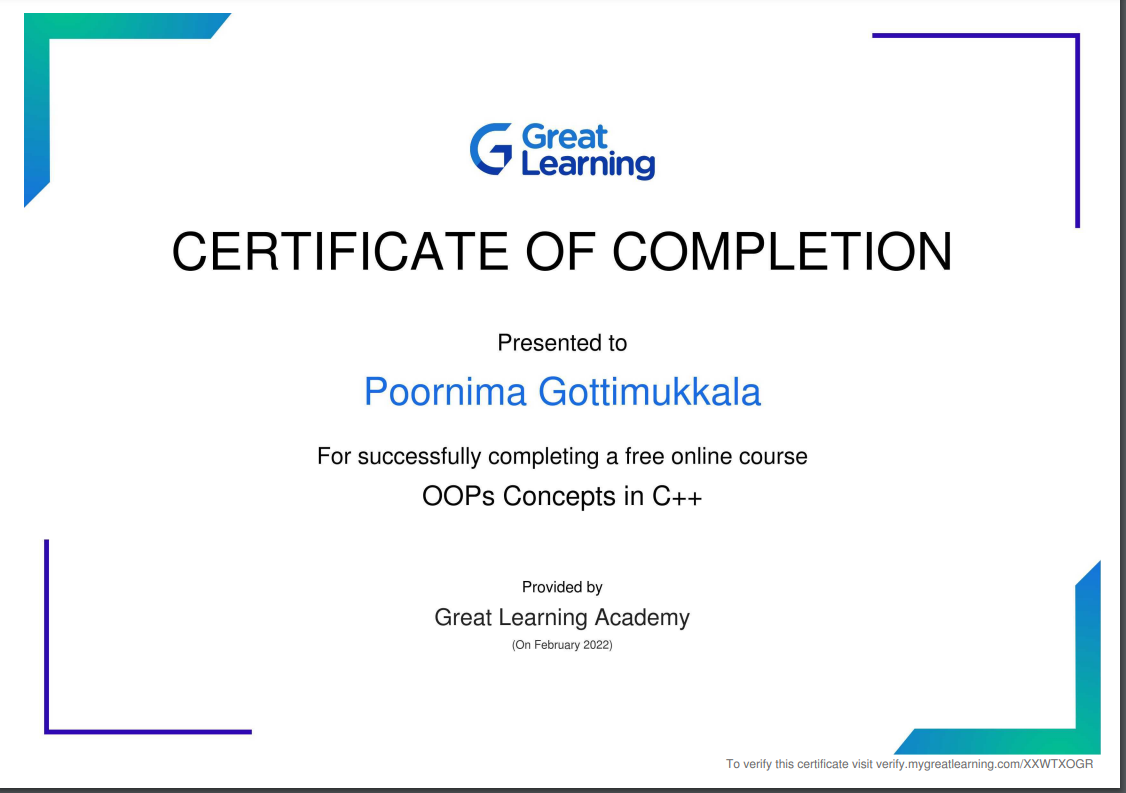 Great
Learning
CERTIFICATE OF COMPLETION
Presented to
Poornima Gottimukkala
For successfully completing a free online course
OOPs Concepts in C++
Provided by
Great Learning Academy
(On February 2022)
To verify this certificate visit verify.mygreatlearning.com/XXWTXOGR